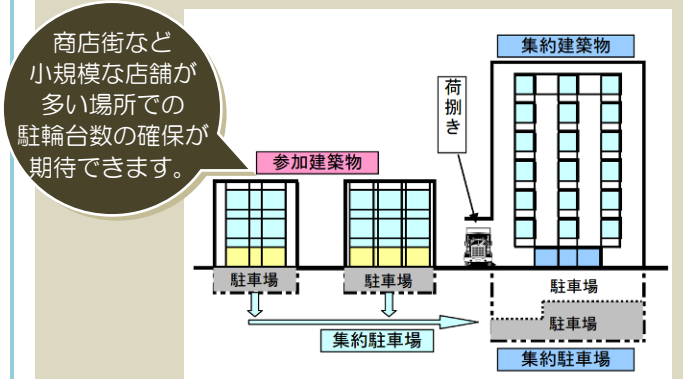 商店街など
小規模な店舗が
多い場所での
駐輪台数の確保が
期待できます。
集約建築物
荷捌き
参加建築物
駐車場
駐車場
駐車場
駐車場
集約駐車場
集約駐車場